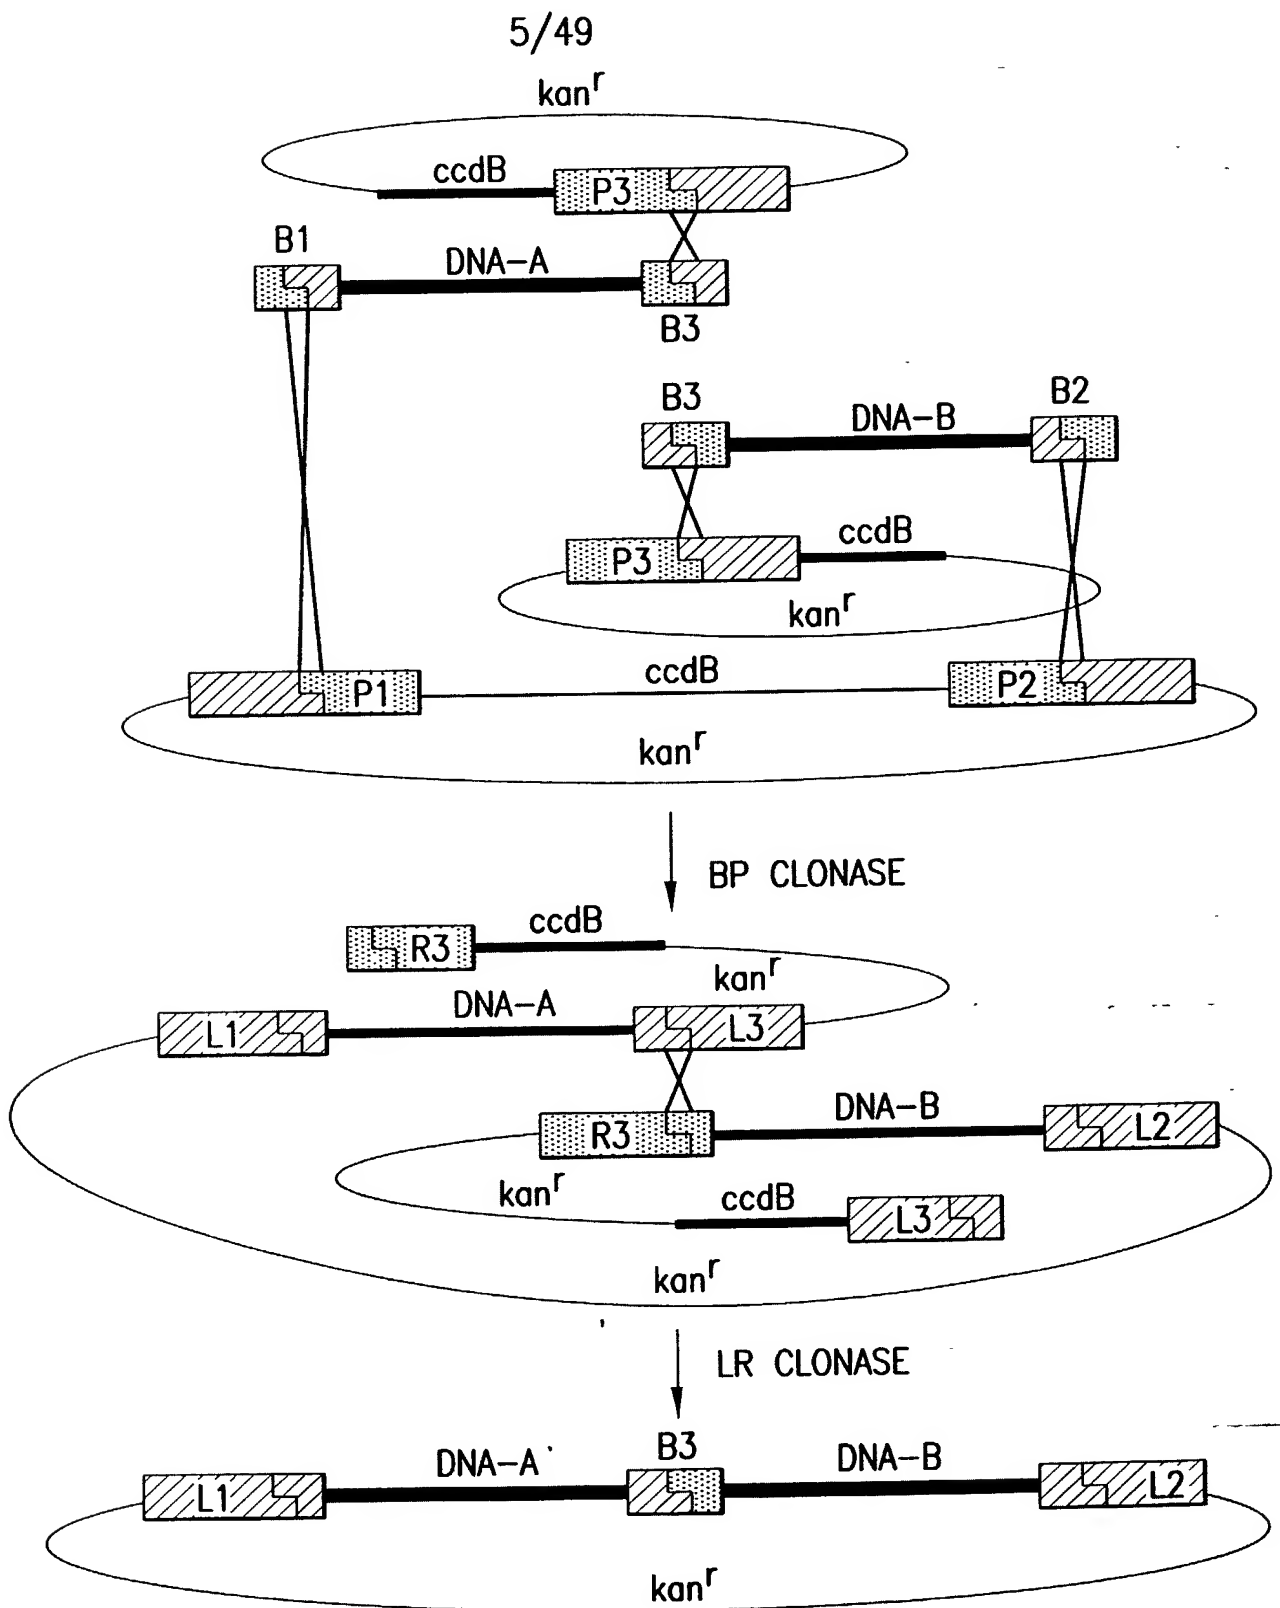 5/49
kanʳ
ccdB
P3
B1
DNA-A
B3
B3
DNA-B
B2
P3
ccdB
kanʳ
ccdB
P1
P2
kanʳ
BP CLONASE
R3
ccdB
kanʳ
DNA-A
L1
L3
DNA-B
R3
L2
kanʳ
ccdB
L3
kanʳ
LR CLONASE
B3
DNA-A
DNA-B
L1
L2
kanʳ